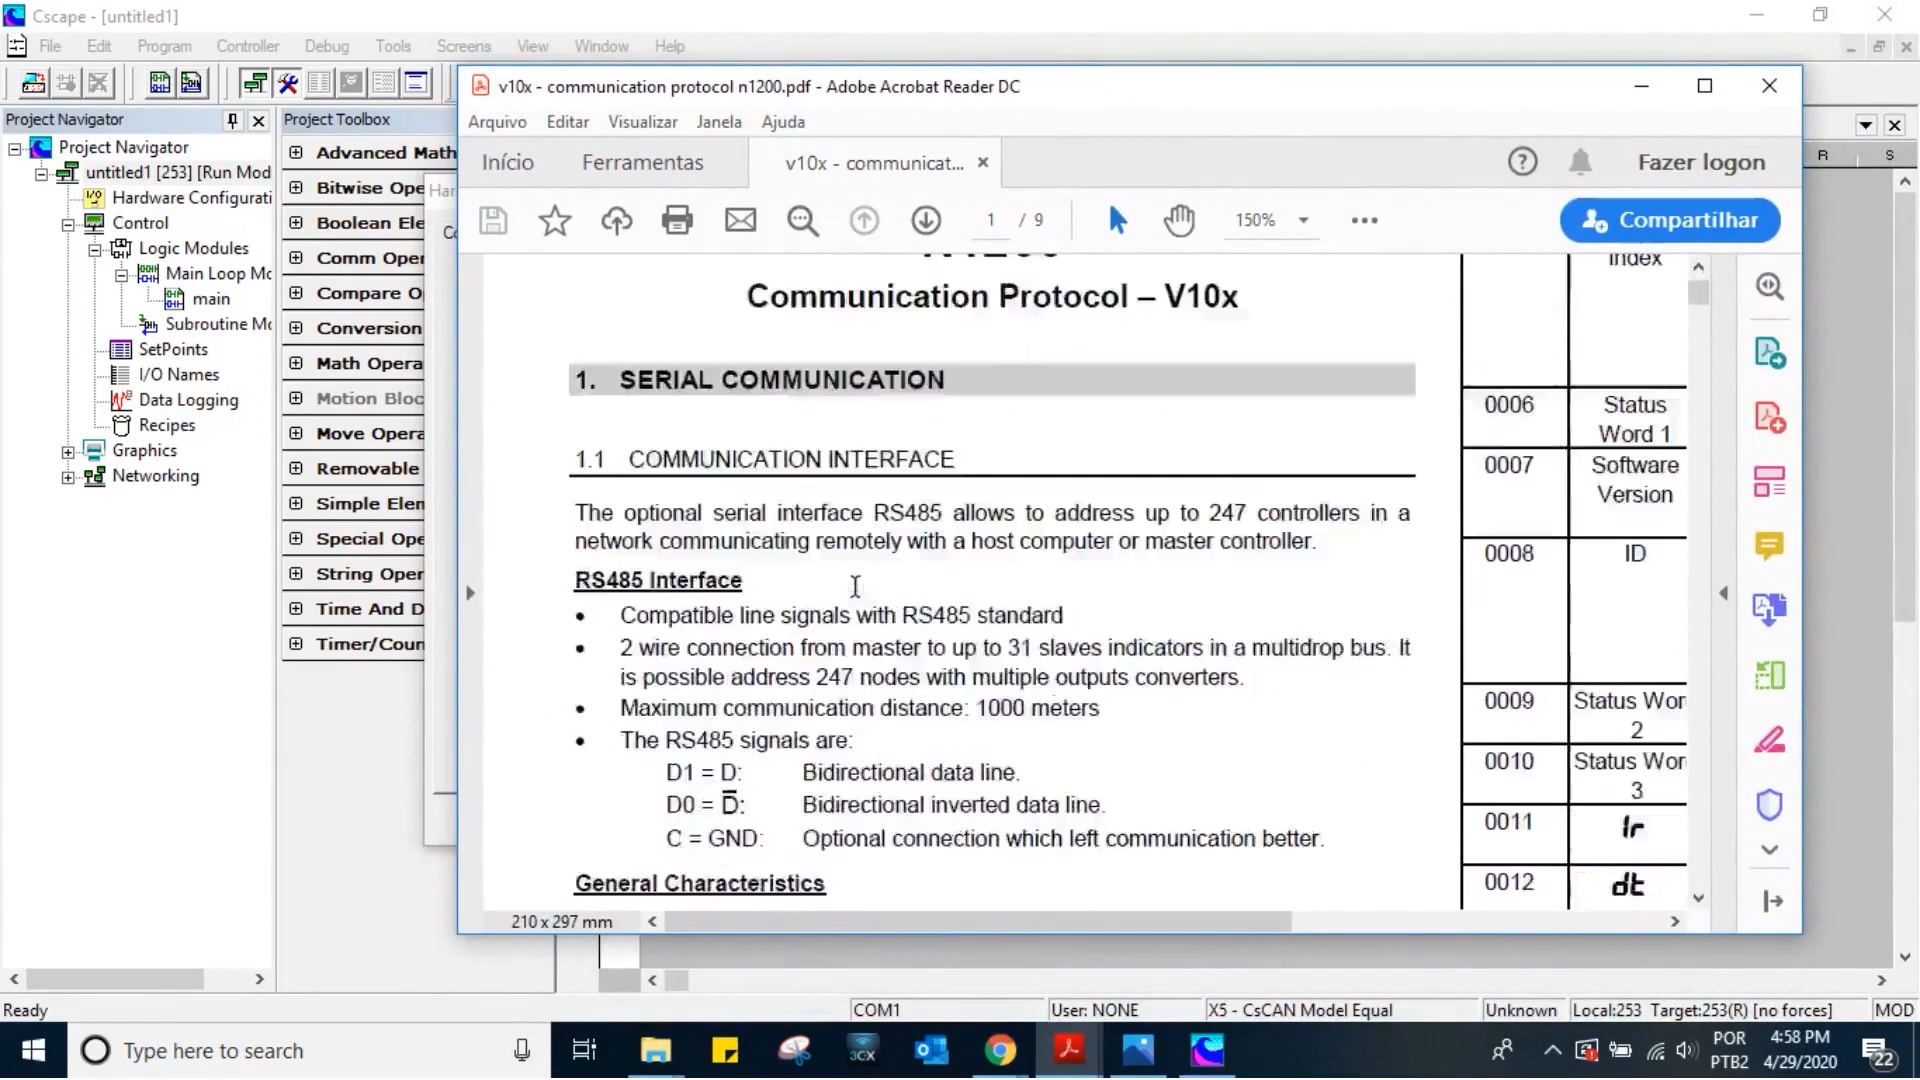 Cscape - [untitled1]
File Edit Program Controller Debug Tools Screens View Window Help
Project Navigator
Project Navigator
untitled1 [253] [Run Mod
Hardware Configurati
Control
Logic Modules
Main Loop Mo
main
Subroutine Mo
SetPoints
I/O Names
Data Logging
Recipes
Graphics
Networking
Project Toolbox
Advanced Math
Bitwise Ope
Boolean Ele
Comm Oper
Compare O
Conversion
Math Opera
Motion Bloc
Move Opera
Removable
Simple Elem
Special Ope
String Oper
Time And D
Timer/Coun
v10x - communication protocol n1200.pdf - Adobe Acrobat Reader DC
Arquivo Editar Visualizar Janela Ajuda
Início Ferramentas v10x - communicat... Fazer logon
1 / 9 150% Compartilhar
Communication Protocol – V10x
1. SERIAL COMMUNICATION
1.1 COMMUNICATION INTERFACE
The optional serial interface RS485 allows to address up to 247 controllers in a
network communicating remotely with a host computer or master controller.
RS485 Interface
• Compatible line signals with RS485 standard
• 2 wire connection from master to up to 31 slaves indicators in a multidrop bus. It
is possible address 247 nodes with multiple outputs converters.
• Maximum communication distance: 1000 meters
• The RS485 signals are:
D1 = D: Bidirectional data line.
D0 = D̅: Bidirectional inverted data line.
C = GND: Optional connection which left communication better.
General Characteristics
Index
0006 Status
Word 1
0007 Software
Version
0008 ID
0009 Status Wor
2
0010 Status Wor
3
0011 Ir
0012 dt
210 x 297 mm
R S
Ready COM1 User: NONE X5 - CsCAN Model Equal Unknown Local:253 Target:253(R) [no forces] MOD
Type here to search
3CX
POR
PTB2
4:58 PM
4/29/2020
22